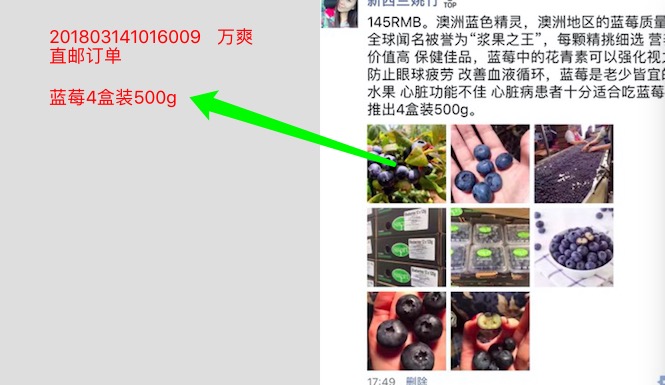 201803141016009 万爽
直邮订单
蓝莓4盒装500g
TOP
145RMB。澳洲蓝色精灵，澳洲地区的蓝莓质量
全球闻名被誉为“浆果之王”，每颗精挑细选 营养
价值高 保健佳品，蓝莓中的花青素可以强化视力
防止眼球疲劳 改善血液循环，蓝莓是老少皆宜的
水果 心脏功能不佳 心脏病患者十分适合吃蓝莓
推出4盒装500g。
17:49 删除